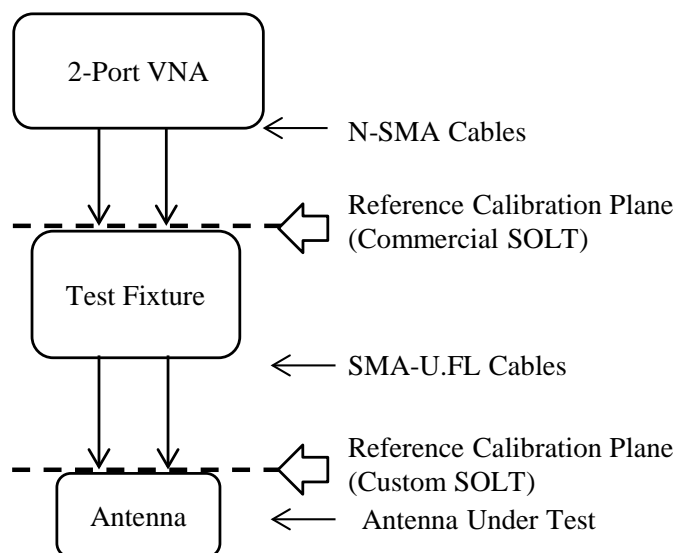 2-Port VNA
N-SMA Cables
Reference Calibration Plane
(Commercial SOLT)
Test Fixture
SMA-U.FL Cables
Reference Calibration Plane
(Custom SOLT)
Antenna
Antenna Under Test